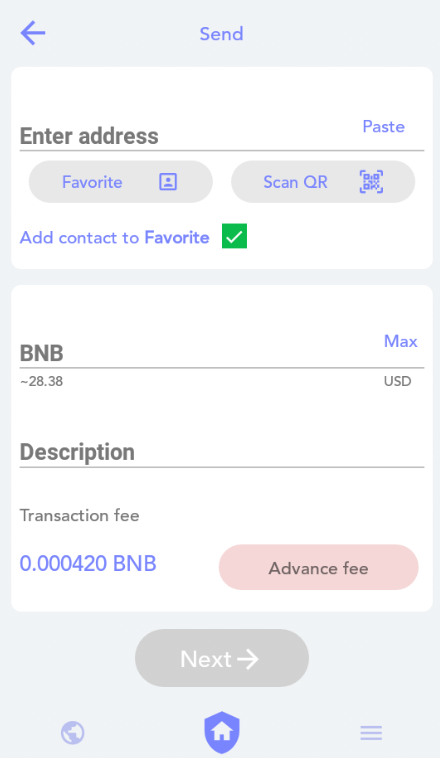 Send
Enter address
Paste
Favorite
Scan QR
Add contact to Favorite
BNB
Max
~28.38
USD
Description
Transaction fee
0.000420 BNB
Advance fee
Next